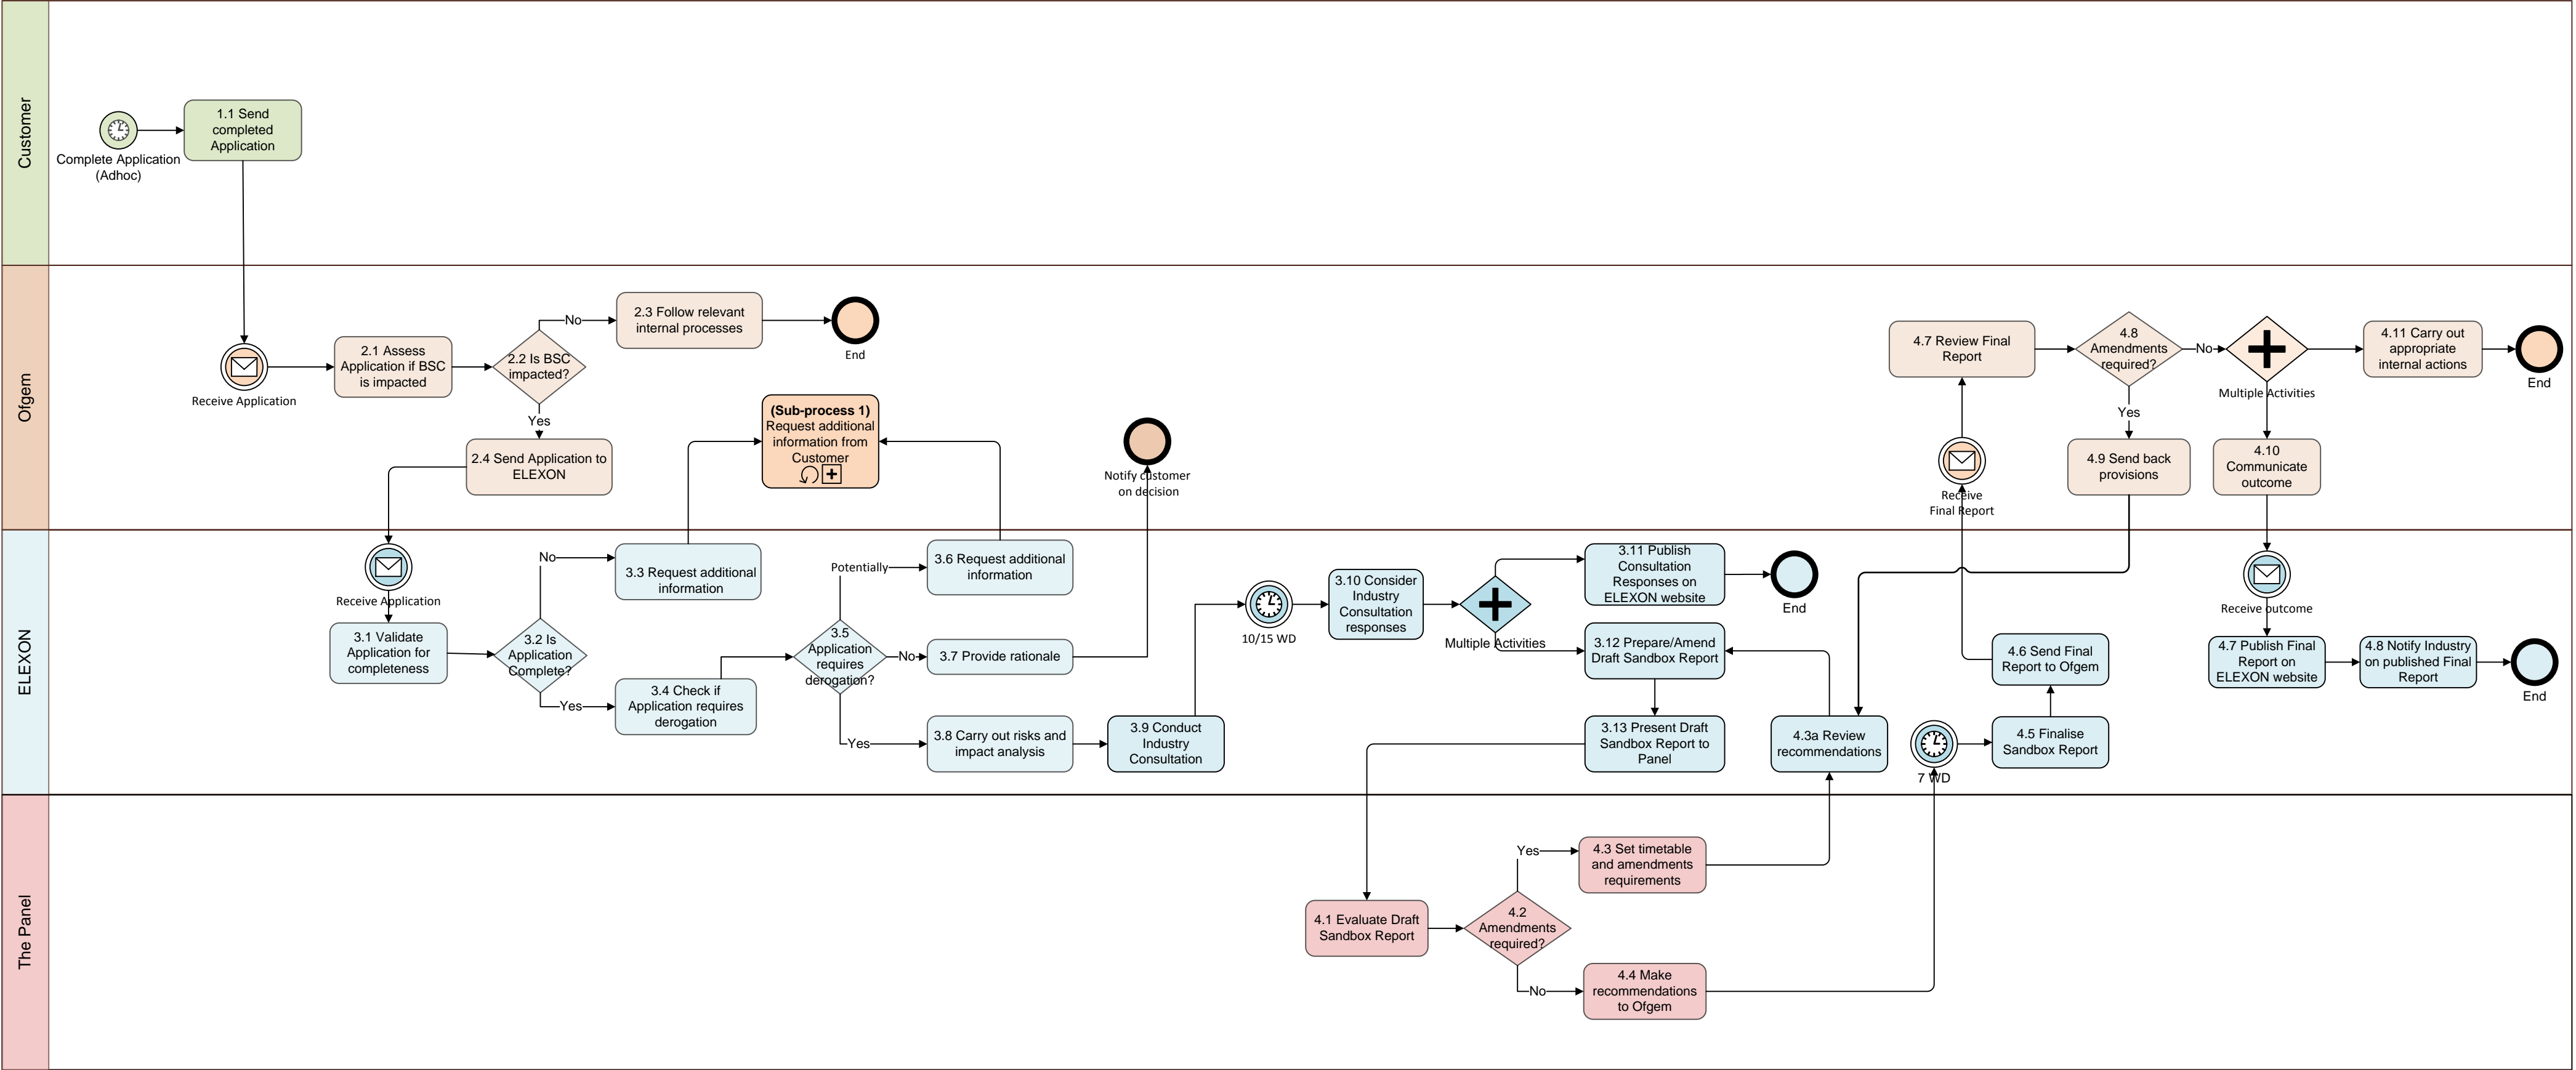 Customer
Complete Application
(Adhoc)
1.1 Send
completed
Application
Ofgem
Receive Application
2.1 Assess
Application if BSC
is impacted
2.2 Is BSC
impacted?
No
2.3 Follow relevant
internal processes
End
Yes
2.4 Send Application to
ELEXON
(Sub-process 1)
Request additional
information from
Customer
Notify customer
on decision
Receive
Final Report
4.7 Review Final
Report
4.8
Amendments
required?
No
Yes
4.9 Send back
provisions
Multiple Activities
4.10
Communicate
outcome
4.11 Carry out
appropriate
internal actions
End
ELEXON
Receive Application
3.1 Validate
Application for
completeness
3.2 Is
Application
Complete?
No
3.3 Request additional
information
Yes
3.4 Check if
Application requires
derogation
3.5
Application
requires
derogation?
Potentially
3.6 Request additional
information
No
3.7 Provide rationale
Yes
3.8 Carry out risks and
impact analysis
3.9 Conduct
Industry
Consultation
10/15 WD
3.10 Consider
Industry
Consultation
responses
Multiple Activities
3.11 Publish
Consultation
Responses on
ELEXON website
End
3.12 Prepare/Amend
Draft Sandbox Report
3.13 Present Draft
Sandbox Report to
Panel
4.3a Review
recommendations
7 WD
4.5 Finalise
Sandbox Report
4.6 Send Final
Report to Ofgem
Receive outcome
4.7 Publish Final
Report on
ELEXON website
4.8 Notify Industry
on published Final
Report
End
The Panel
4.1 Evaluate Draft
Sandbox Report
4.2
Amendments
required?
Yes
4.3 Set timetable
and amendments
requirements
No
4.4 Make
recommendations
to Ofgem